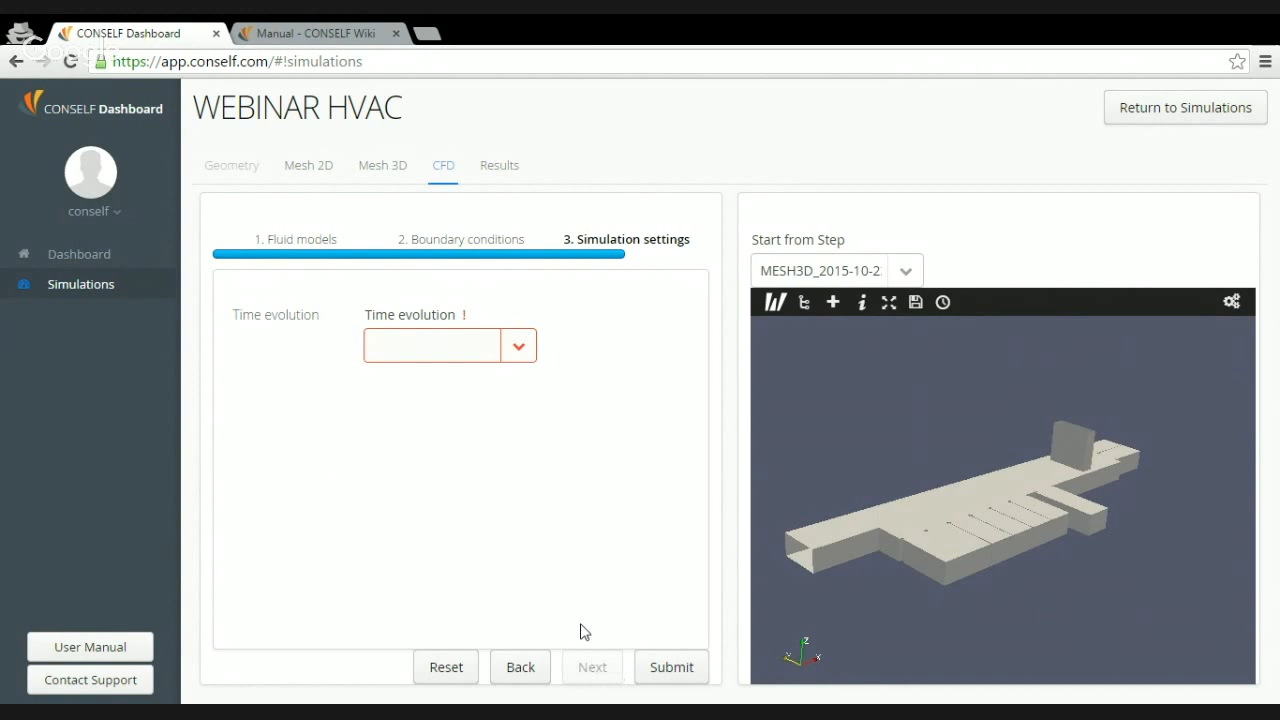 CONSELF Dashboard
Manual - CONSELF Wiki
Google
https://app.conself.com/#!simulations
CONSELF Dashboard
WEBINAR HVAC
Return to Simulations
conself
Dashboard
Simulations
Geometry
Mesh 2D
Mesh 3D
CFD
Results
1. Fluid models
2. Boundary conditions
3. Simulation settings
Time evolution
Time evolution !
Start from Step
MESH3D_2015-10-2
Z
Y
X
User Manual
Contact Support
Reset
Back
Next
Submit